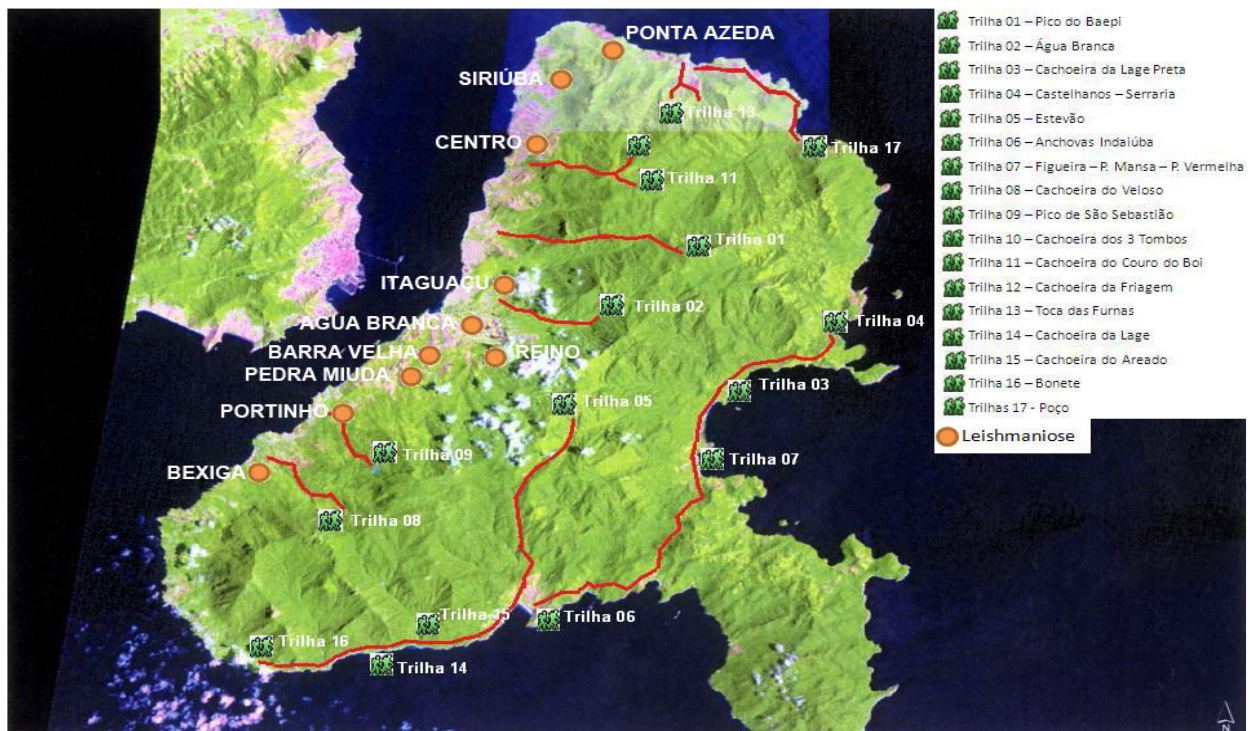 PONTA AZEDA
SIRIÚBA
Trilha 13
CENTRO
Trilha 17
Trilha 11
Trilha 01
ITAGUAÇU
Trilha 02
AGUA BRANCA
Trilha 04
BARRA VELHA
REINO
PEDRA MIUDA
Trilha 03
Trilha 05
PORTINHO
Trilha 09
Trilha 07
BEXIGA
Trilha 08
Trilha 15
Trilha 06
Trilha 16
Trilha 14
Trilha 01 – Pico do Baepi
Trilha 02 – Água Branca
Trilha 03 – Cachoeira da Lage Preta
Trilha 04 – Castelhanos – Serraria
Trilha 05 – Estevão
Trilha 06 – Anchovas Indaiúba
Trilha 07 – Figueira – P. Mansa – P. Vermelha
Trilha 08 – Cachoeira do Veloso
Trilha 09 – Pico de São Sebastião
Trilha 10 – Cachoeira dos 3 Tombos
Trilha 11 – Cachoeira do Couro do Boi
Trilha 12 – Cachoeira da Friagem
Trilha 13 – Toca das Furnas
Trilha 14 – Cachoeira da Lage
Trilha 15 – Cachoeira do Areado
Trilha 16 – Bonete
Trilhas 17 - Poço
Leishmaniose
N